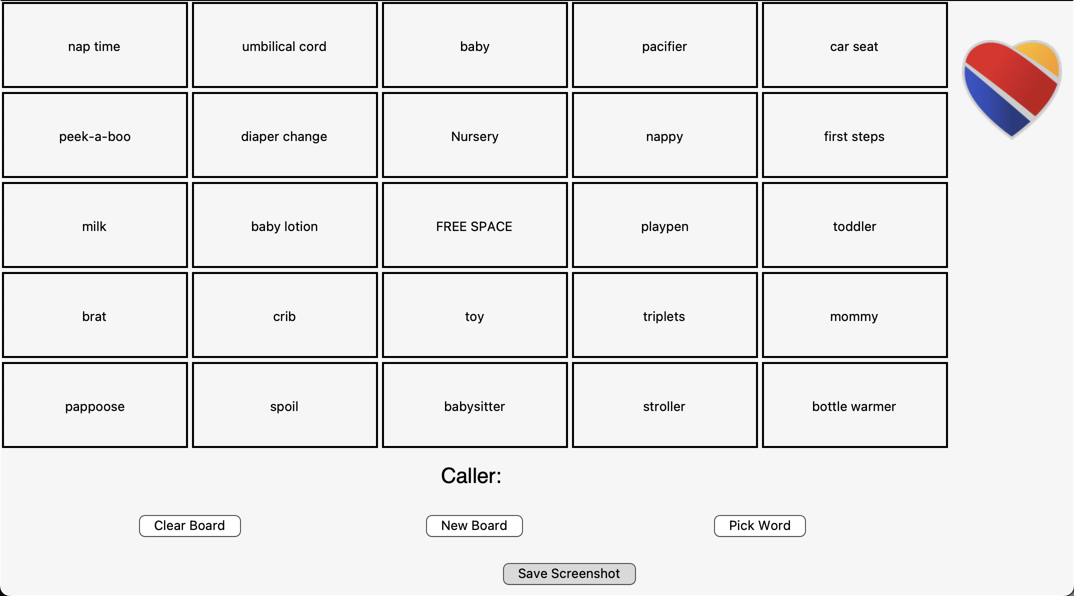 nap time umbilical cord baby pacifier car seat
peek-a-boo diaper change Nursery nappy first steps
milk baby lotion FREE SPACE playpen toddler
brat crib toy triplets mommy
pappoose spoil babysitter stroller bottle warmer
Caller:
Clear Board New Board Pick Word
Save Screenshot